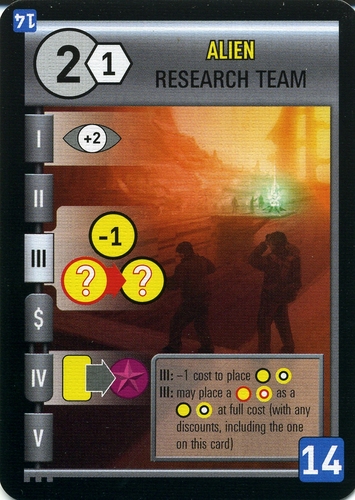 14
2 1
ALIEN
RESEARCH TEAM
I
+2
II
III
-1
? ?
$
IV
V
III: -1 cost to place
III: may place a as a
at full cost (with any
discounts, including the one
on this card)
14